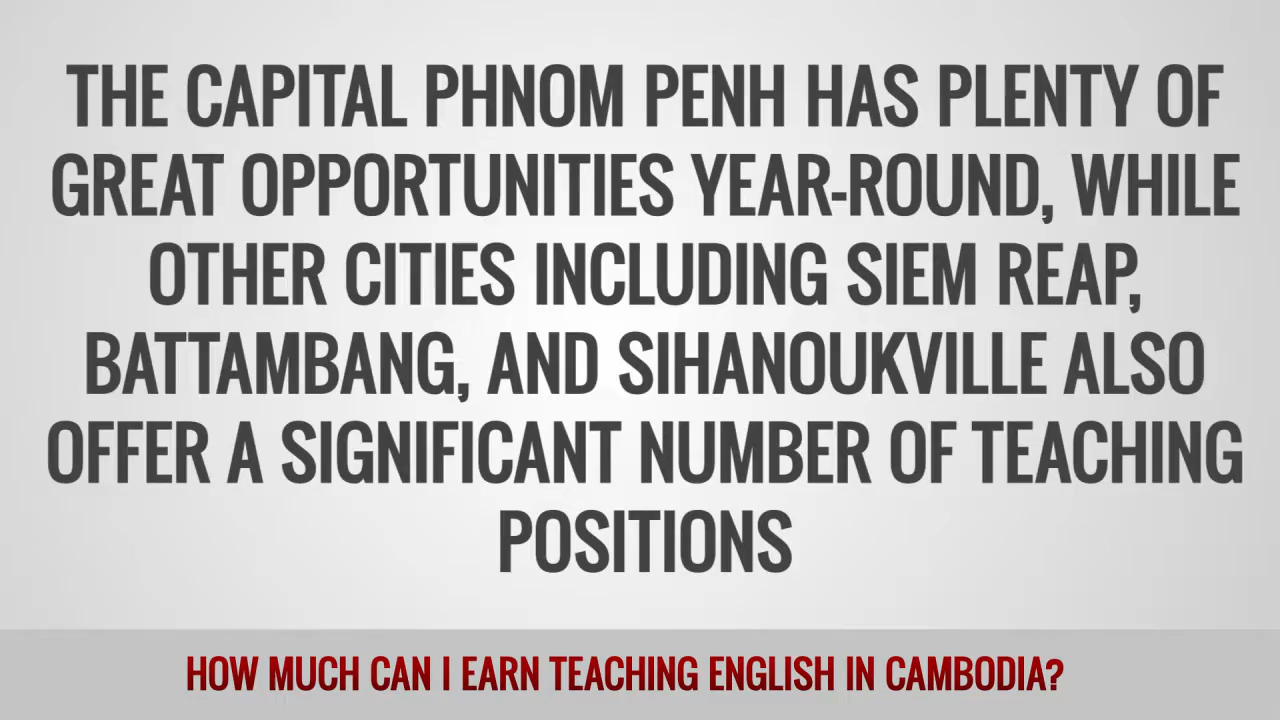 THE CAPITAL PHNOM PENH HAS PLENTY OF
GREAT OPPORTUNITIES YEAR-ROUND, WHILE
OTHER CITIES INCLUDING SIEM REAP,
BATTAMBANG, AND SIHANOUKVILLE ALSO
OFFER A SIGNIFICANT NUMBER OF TEACHING
POSITIONS
HOW MUCH CAN I EARN TEACHING ENGLISH IN CAMBODIA?